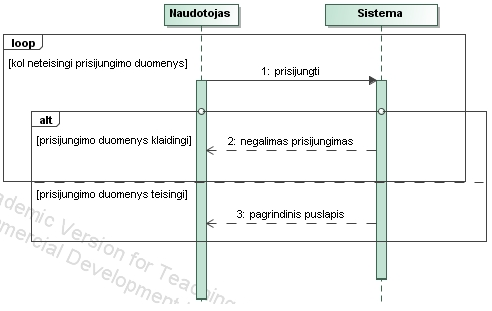 Naudotojas
Sistema
loop
[kol neteisingi prisijungimo duomenys]
1: prisijungti
alt
[prisijungimo duomenys klaidingi]
2: negalimas prisijungimas
[prisijungimo duomenys teisingi]
3: pagrindinis puslapis
ademic Version for Teaching
mmercial Development